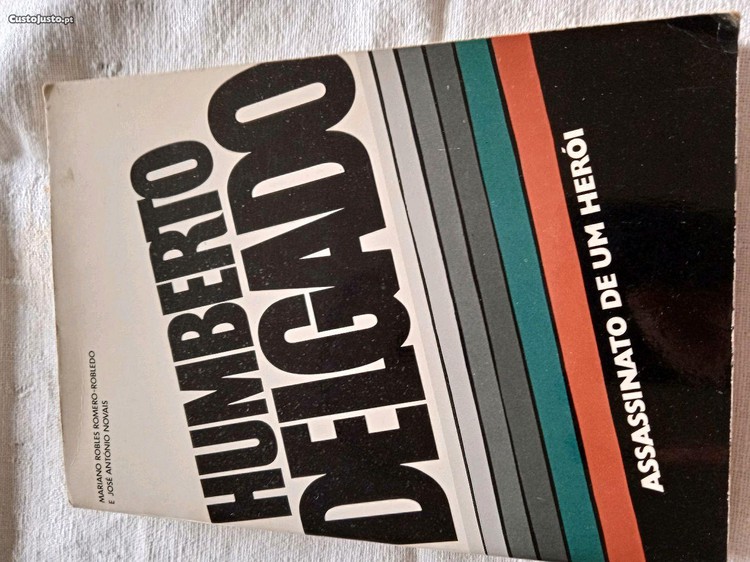 CustoJusto.pt
MARIANO ROBLES ROMERO-ROBLEDO
E JOSÉ ANTÓNIO NOVAIS
HUMBERTO
DELGADO
ASSASSINATO DE UM HERÓI